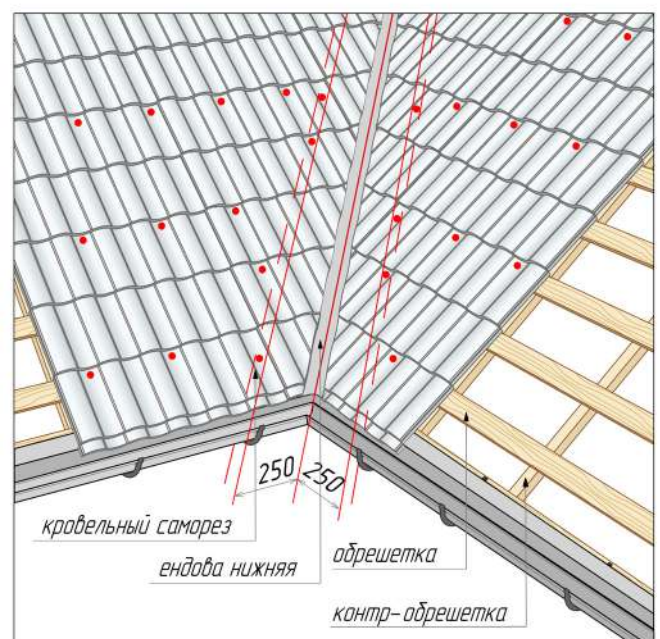 250 250
кровельный саморез
ендова нижняя
обрешетка
контр-обрешетка